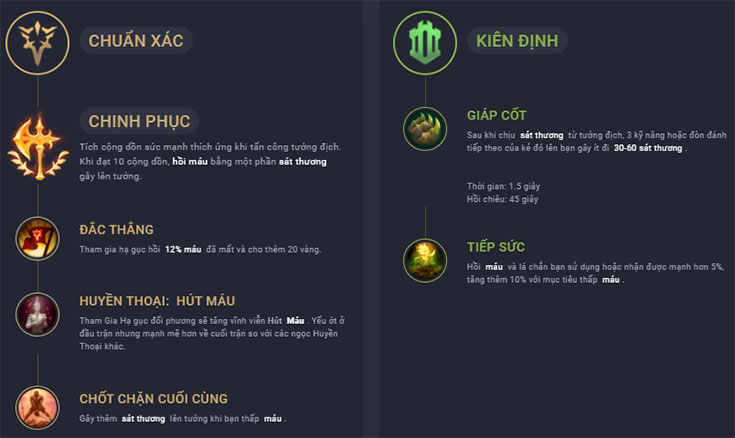 CHUẨN XÁC
CHINH PHỤC
Tích cộng dồn sức mạnh thích ứng khi tấn công tướng địch.
Khi đạt 10 cộng dồn, hồi máu bằng một phần sát thương
gây lên tướng.
ĐẮC THẮNG
Tham gia hạ gục hồi 12% máu đã mất và cho thêm 20 vàng.
HUYỀN THOẠI: HÚT MÁU
Tham Gia Hạ gục đối phương sẽ tăng vĩnh viễn Hút Máu . Yếu ớt ở
đầu trận nhưng mạnh mẽ hơn về cuối trận so với các ngọc Huyền
Thoại khác.
CHỐT CHẶN CUỐI CÙNG
Gây thêm sát thương lên tướng khi bạn thấp máu .
KIÊN ĐỊNH
GIÁP CỐT
Sau khi chịu sát thương từ tướng địch, 3 kỹ năng hoặc đòn đánh
tiếp theo của kẻ đó lên bạn gây ít đi 30-60 sát thương .
Thời gian: 1.5 giây
Hồi chiêu: 45 giây
TIẾP SỨC
Hồi máu và lá chắn bạn sử dụng hoặc nhận được mạnh hơn 5%,
tăng thêm 10% với mục tiêu thấp máu .